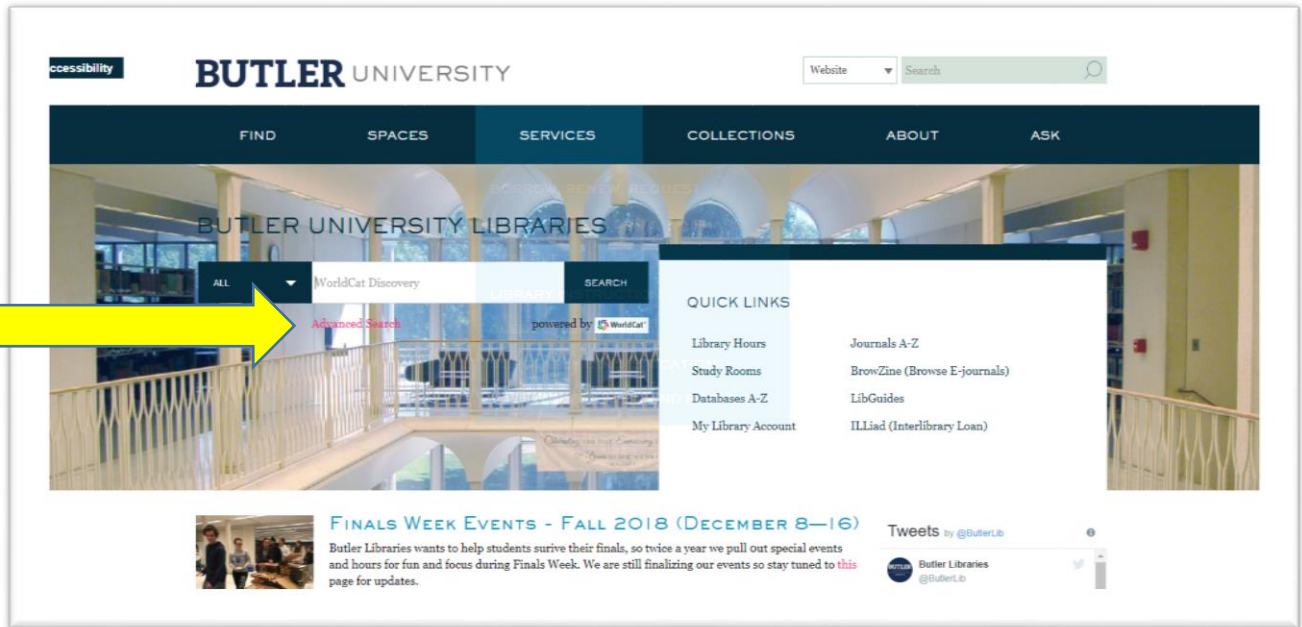 ccessibility
BUTLER UNIVERSITY
Website
Search
FIND SPACES SERVICES COLLECTIONS ABOUT ASK
BORROW, RENEW, REQUEST
BUTLER UNIVERSITY LIBRARIES
ALL
WorldCat Discovery
SEARCH
Advanced Search
powered by WorldCat
QUICK LINKS
Library Hours
Study Rooms
Databases A-Z
My Library Account
Journals A-Z
BrowZine (Browse E-journals)
LibGuides
ILLiad (Interlibrary Loan)
FINALS WEEK EVENTS - FALL 2018 (DECEMBER 8—16)
Butler Libraries wants to help students surive their finals, so twice a year we pull out special events
and hours for fun and focus during Finals Week. We are still finalizing our events so stay tuned to this
page for updates.
Tweets by @ButlerLib
BUTLER
Butler Libraries
@ButlerLib